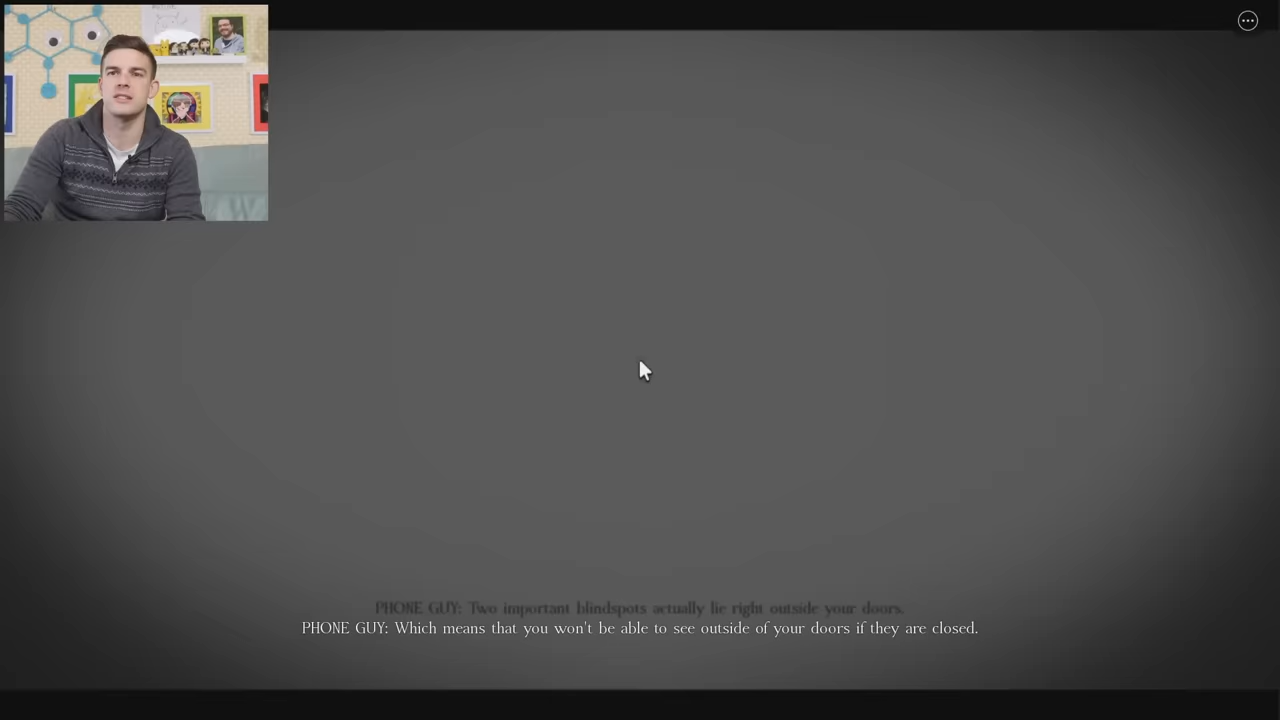 PHONE GUY: Two important blindspots actually lie right outside your doors.
PHONE GUY: Which means that you won't be able to see outside of your doors if they are closed.